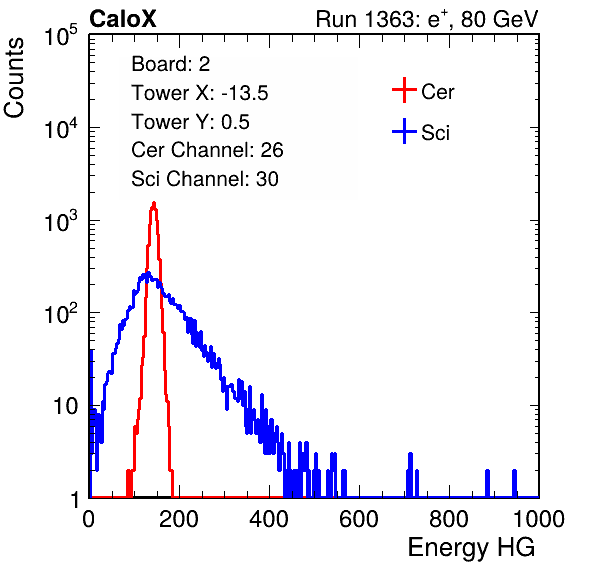 CaloX Run 1363: e⁺, 80 GeV
Counts
Board: 2
Tower X: -13.5
Tower Y: 0.5
Cer Channel: 26
Sci Channel: 30
Cer
Sci
10⁵
10⁴
10³
10²
10
1
0 200 400 600 800 1000
Energy HG